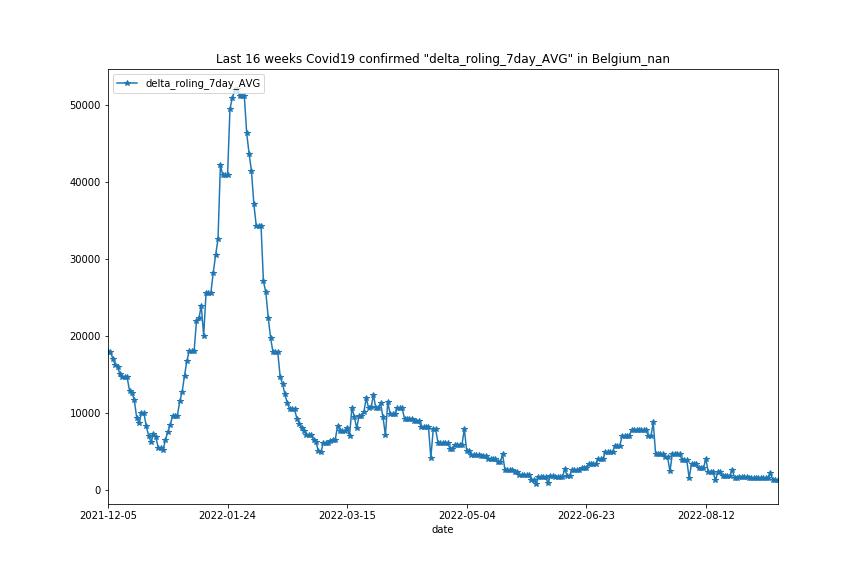 Last 16 weeks Covid19 confirmed "delta_roling_7day_AVG" in Belgium_nan
delta_roling_7day_AVG
50000
40000
30000
20000
10000
0
2021-12-05 2022-01-24 2022-03-15 2022-05-04 2022-06-23 2022-08-12
date